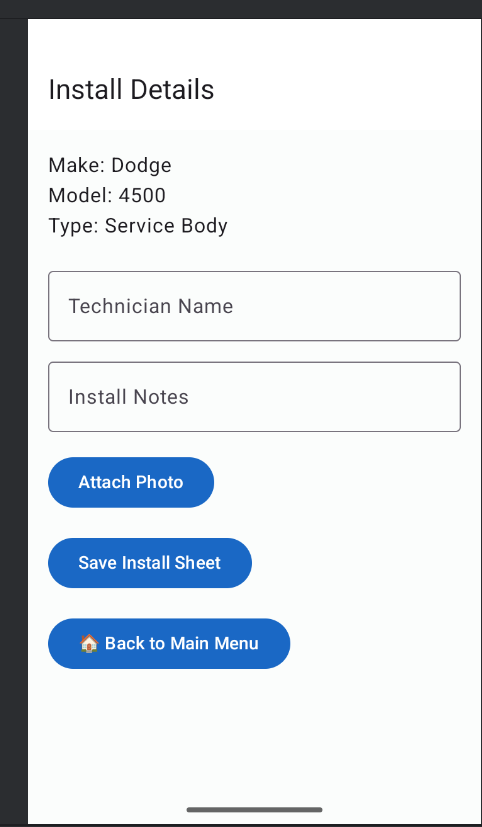 Install Details
Make: Dodge
Model: 4500
Type: Service Body
Technician Name
Install Notes
Attach Photo
Save Install Sheet
🏠 Back to Main Menu